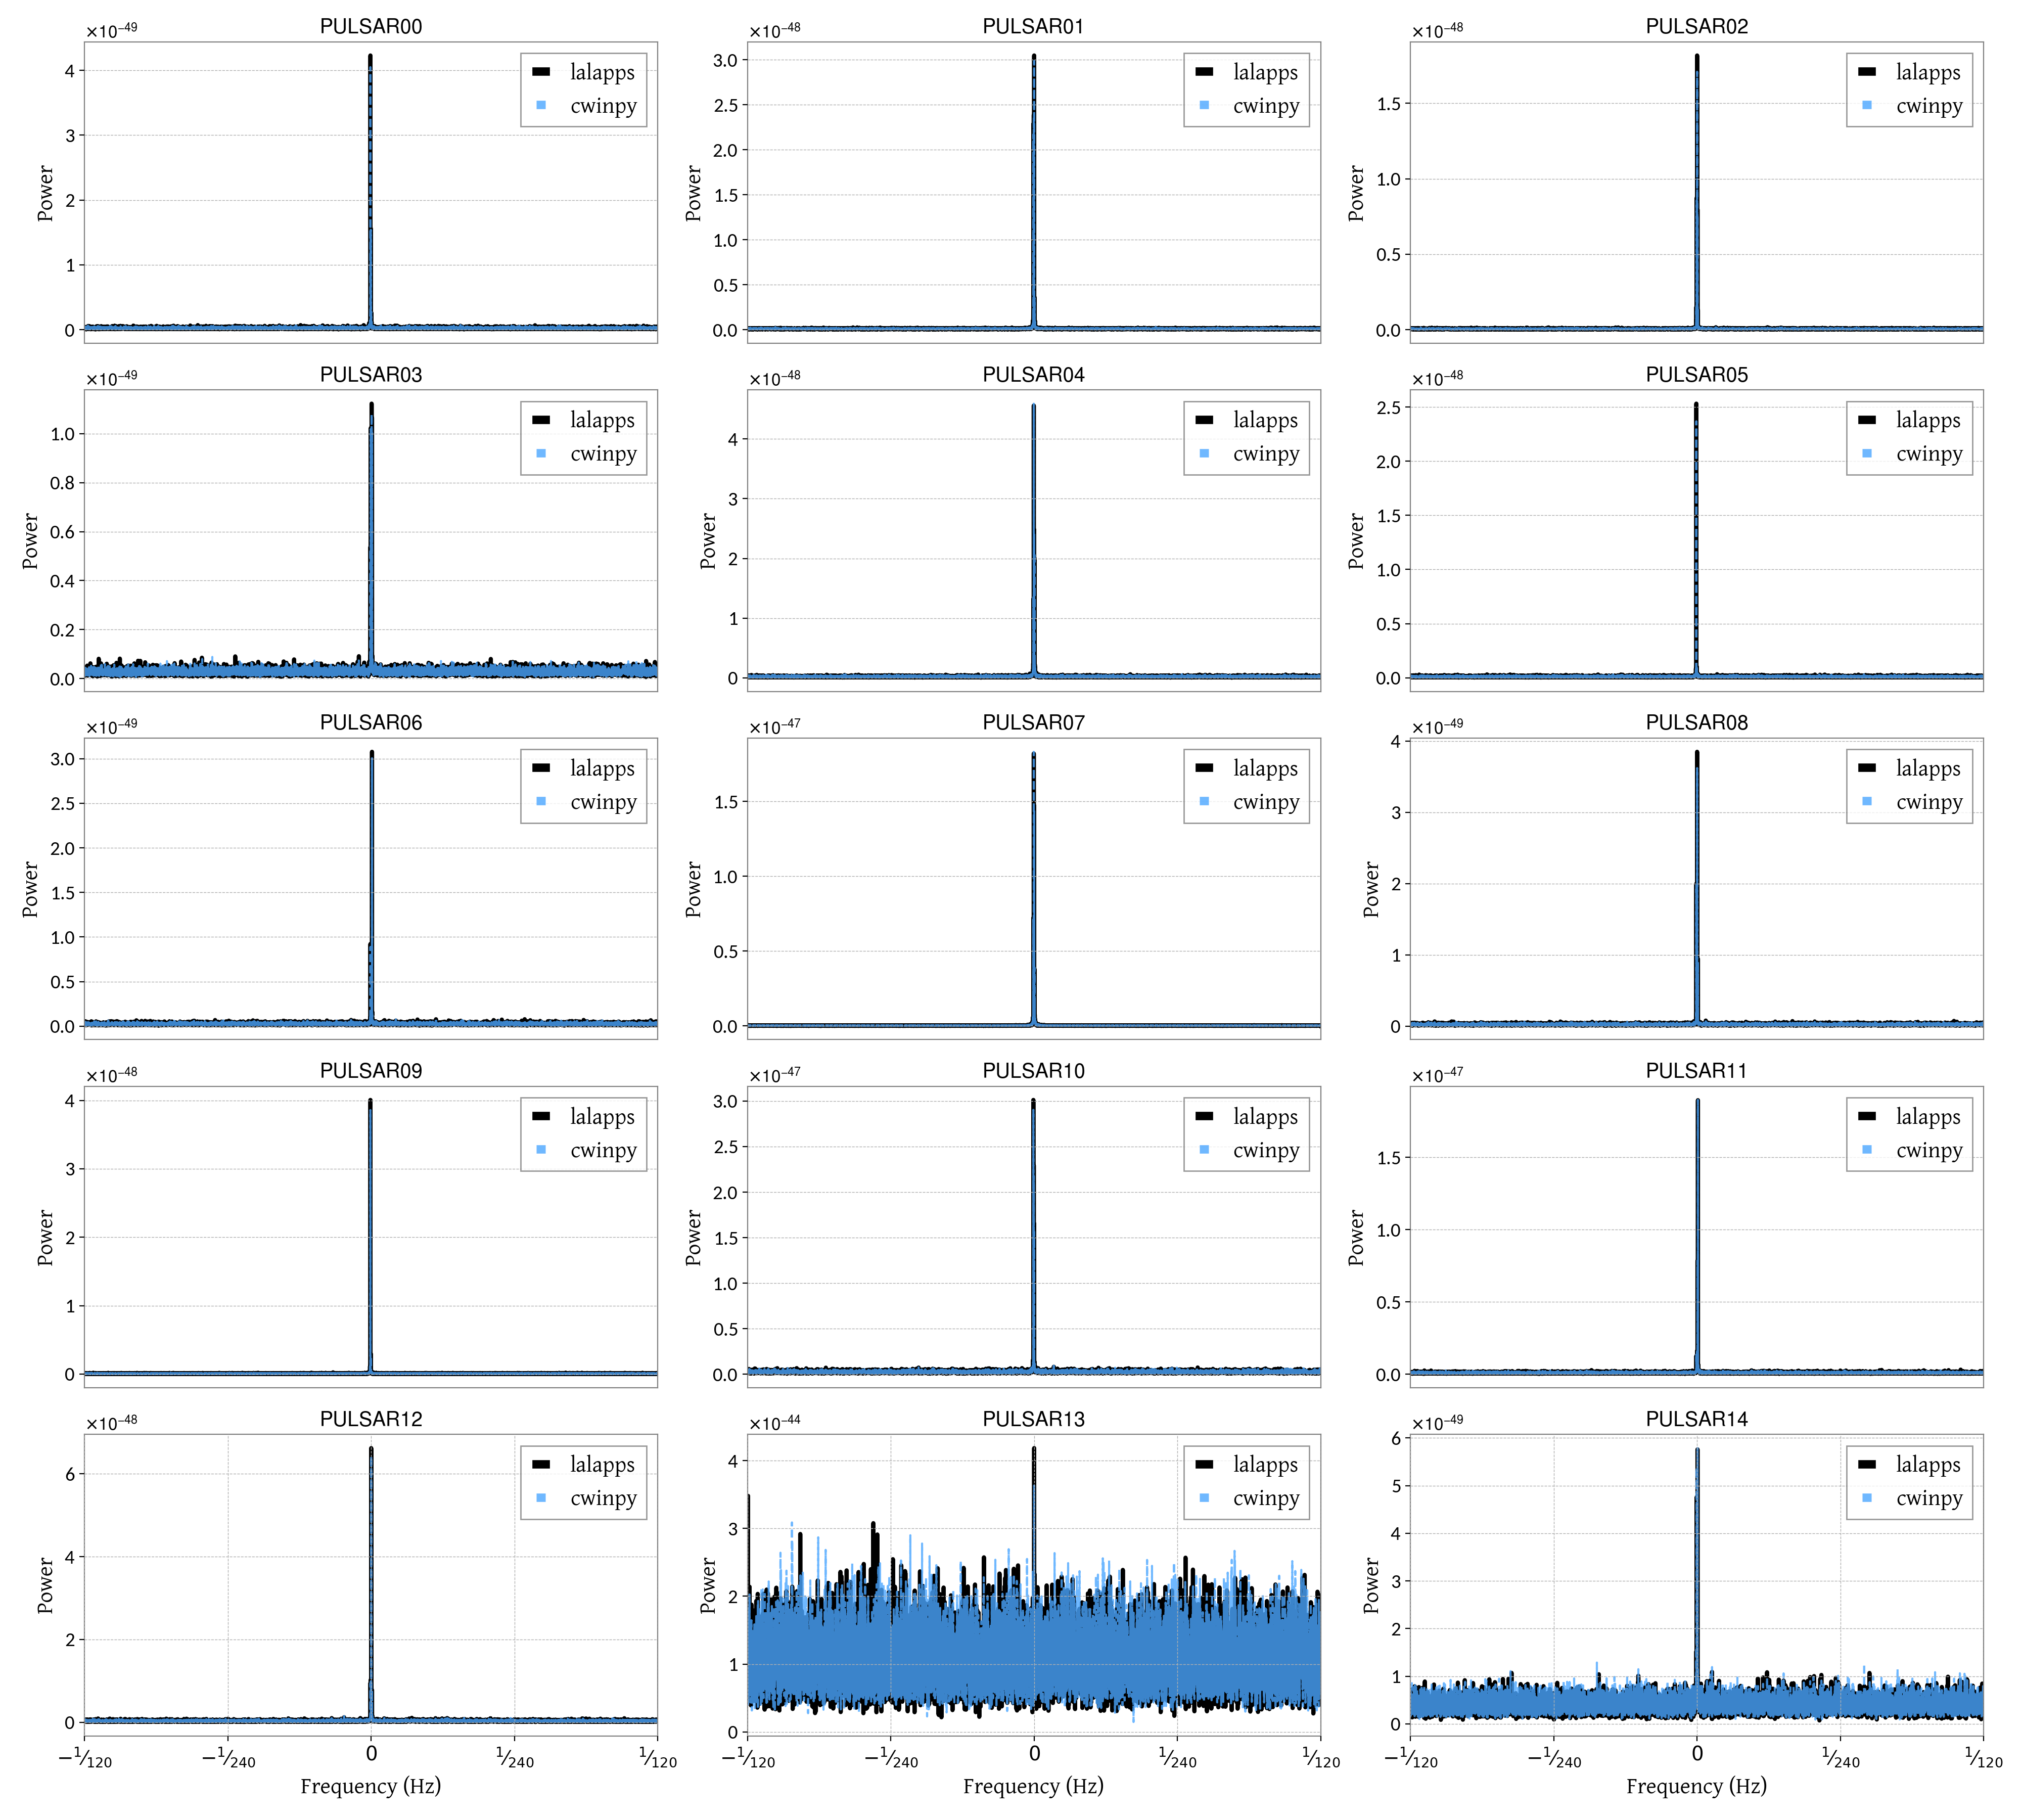 PULSAR00
×10⁻⁴⁹
lalapps
cwinpy
4
3
2
1
0
Power
PULSAR01
×10⁻⁴⁸
lalapps
cwinpy
3.0
2.5
2.0
1.5
1.0
0.5
0.0
Power
PULSAR02
×10⁻⁴⁸
lalapps
cwinpy
1.5
1.0
0.5
0.0
Power
PULSAR03
×10⁻⁴⁹
lalapps
cwinpy
1.0
0.8
0.6
0.4
0.2
0.0
Power
PULSAR04
×10⁻⁴⁸
lalapps
cwinpy
4
3
2
1
0
Power
PULSAR05
×10⁻⁴⁸
lalapps
cwinpy
2.5
2.0
1.5
1.0
0.5
0.0
Power
PULSAR06
×10⁻⁴⁹
lalapps
cwinpy
3.0
2.5
2.0
1.5
1.0
0.5
0.0
Power
PULSAR07
×10⁻⁴⁷
lalapps
cwinpy
1.5
1.0
0.5
0.0
Power
PULSAR08
×10⁻⁴⁹
lalapps
cwinpy
4
3
2
1
0
Power
PULSAR09
×10⁻⁴⁸
lalapps
cwinpy
4
3
2
1
0
Power
PULSAR10
×10⁻⁴⁷
lalapps
cwinpy
3.0
2.5
2.0
1.5
1.0
0.5
0.0
Power
PULSAR11
×10⁻⁴⁷
lalapps
cwinpy
1.5
1.0
0.5
0.0
Power
PULSAR12
×10⁻⁴⁸
lalapps
cwinpy
6
4
2
0
Power
−¹⁄₁₂₀ −¹⁄₂₄₀ 0 ¹⁄₂₄₀ ¹⁄₁₂₀
Frequency (Hz)
PULSAR13
×10⁻⁴⁴
lalapps
cwinpy
4
3
2
1
0
Power
−¹⁄₁₂₀ −¹⁄₂₄₀ 0 ¹⁄₂₄₀ ¹⁄₁₂₀
Frequency (Hz)
PULSAR14
×10⁻⁴⁹
lalapps
cwinpy
6
5
4
3
2
1
0
Power
−¹⁄₁₂₀ −¹⁄₂₄₀ 0 ¹⁄₂₄₀ ¹⁄₁₂₀
Frequency (Hz)